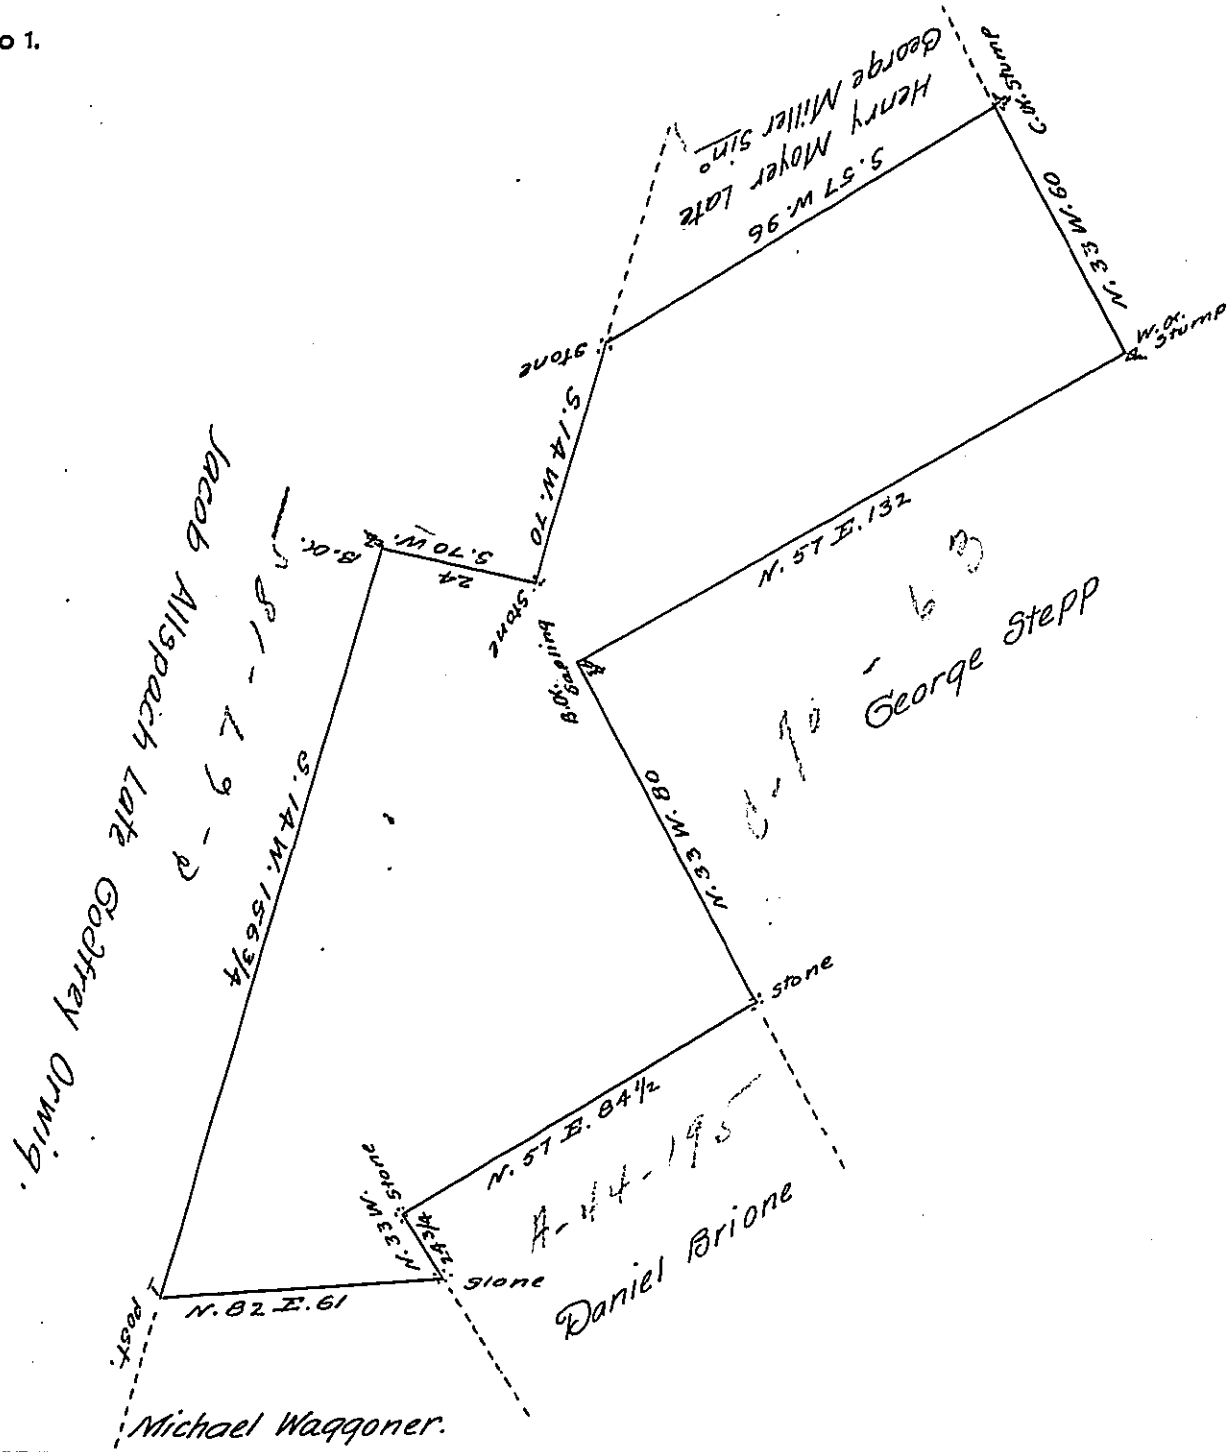 o 1.
C.O. Stump
George Miller Sino
Henry Moyer Late
S. 57 W. 96
N. 33 W. 60
W.O.
Stump
Stone
S. 14 W. 70
N. 57 E. 132
B.O.
S. 70 W.
24
Stone
B.O. Sapling
George Stepp
Jacob Allspach Late Godfrey Orwig.
S. 14 W. 156 3/4
N. 33 W. 80
stone
N. 57 E. 84 1/2
A-44-195
Stone
N. 33 W.
24 3/4
Stone
Daniel Brione
N. 82 E. 61
Post.
Michael Waggoner.